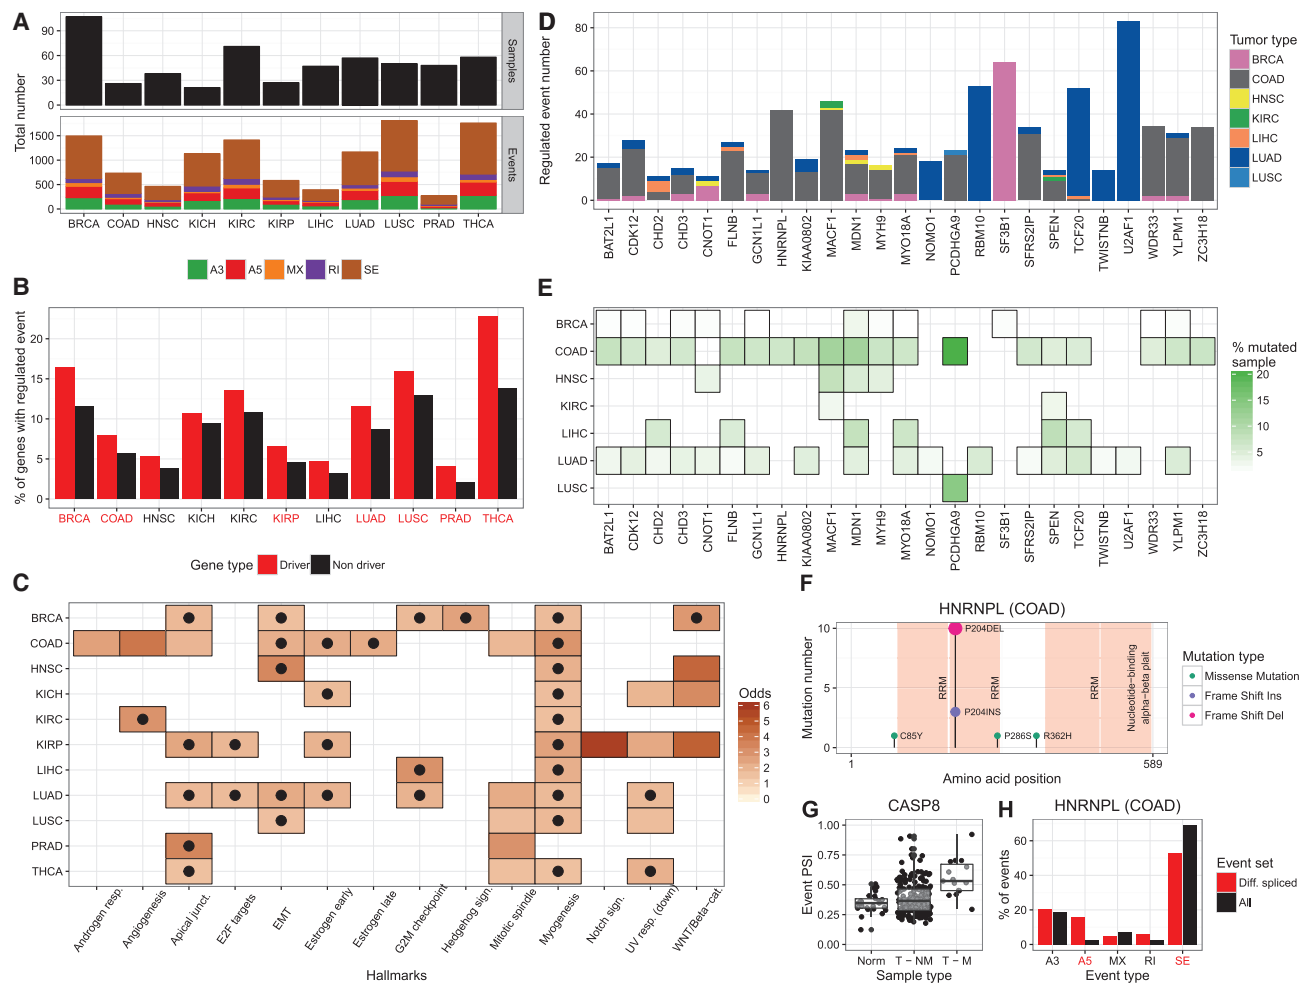 A
Total number
90
60
30
0
Samples
1500
1000
500
0
Events
BRCA COAD HNSC KICH KIRC KIRP LIHC LUAD LUSC PRAD THCA
A3 A5 MX RI SE
B
% of genes with regulated event
20
15
10
5
0
BRCA COAD HNSC KICH KIRC KIRP LIHC LUAD LUSC PRAD THCA
Gene type Driver Non driver
C
BRCA
COAD
HNSC
KICH
KIRC
KIRP
LIHC
LUAD
LUSC
PRAD
THCA
Androgen resp.
Angiogenesis
Apical junct.
E2F targets
EMT
Estrogen early
Estrogen late
G2M checkpoint
Hedgehog sign.
Mitotic spindle
Myogenesis
Notch sign.
UV resp. (down)
WNT/Beta-cat.
Hallmarks
Odds
6
5
4
3
2
1
0
D
Regulated event number
80
60
40
20
0
BAT2L1
CDK12
CHD2
CHD3
CNOT1
FLNB
GCN1L1
HNRNPL
KIAA0802
MACF1
MDN1
MYH9
MYO18A
NOMO1
PCDHGA9
RBM10
SF3B1
SFRS2IP
SPEN
TCF20
TWISTNB
U2AF1
WDR33
YLPM1
ZC3H18
Tumor type
BRCA
COAD
HNSC
KIRC
LIHC
LUAD
LUSC
E
BRCA
COAD
HNSC
KIRC
LIHC
LUAD
LUSC
BAT2L1
CDK12
CHD2
CHD3
CNOT1
FLNB
GCN1L1
HNRNPL
KIAA0802
MACF1
MDN1
MYH9
MYO18A
NOMO1
PCDHGA9
RBM10
SF3B1
SFRS2IP
SPEN
TCF20
TWISTNB
U2AF1
WDR33
YLPM1
ZC3H18
% mutated
sample
20
15
10
5
F
HNRNPL (COAD)
Mutation number
10
5
0
P204DEL
P204INS
C85Y
P286S
R362H
RRM
RRM
RRM
Nucleotide−binding
alpha−beta plait
1
589
Amino acid position
Mutation type
Missense Mutation
Frame Shift Ins
Frame Shift Del
G
CASP8
Event PSI
1.00
0.75
0.50
0.25
0.00
Norm T − NM T − M
Sample type
H
HNRNPL (COAD)
% of events
60
40
20
0
A3 A5 MX RI SE
Event type
Event set
Diff. spliced
All